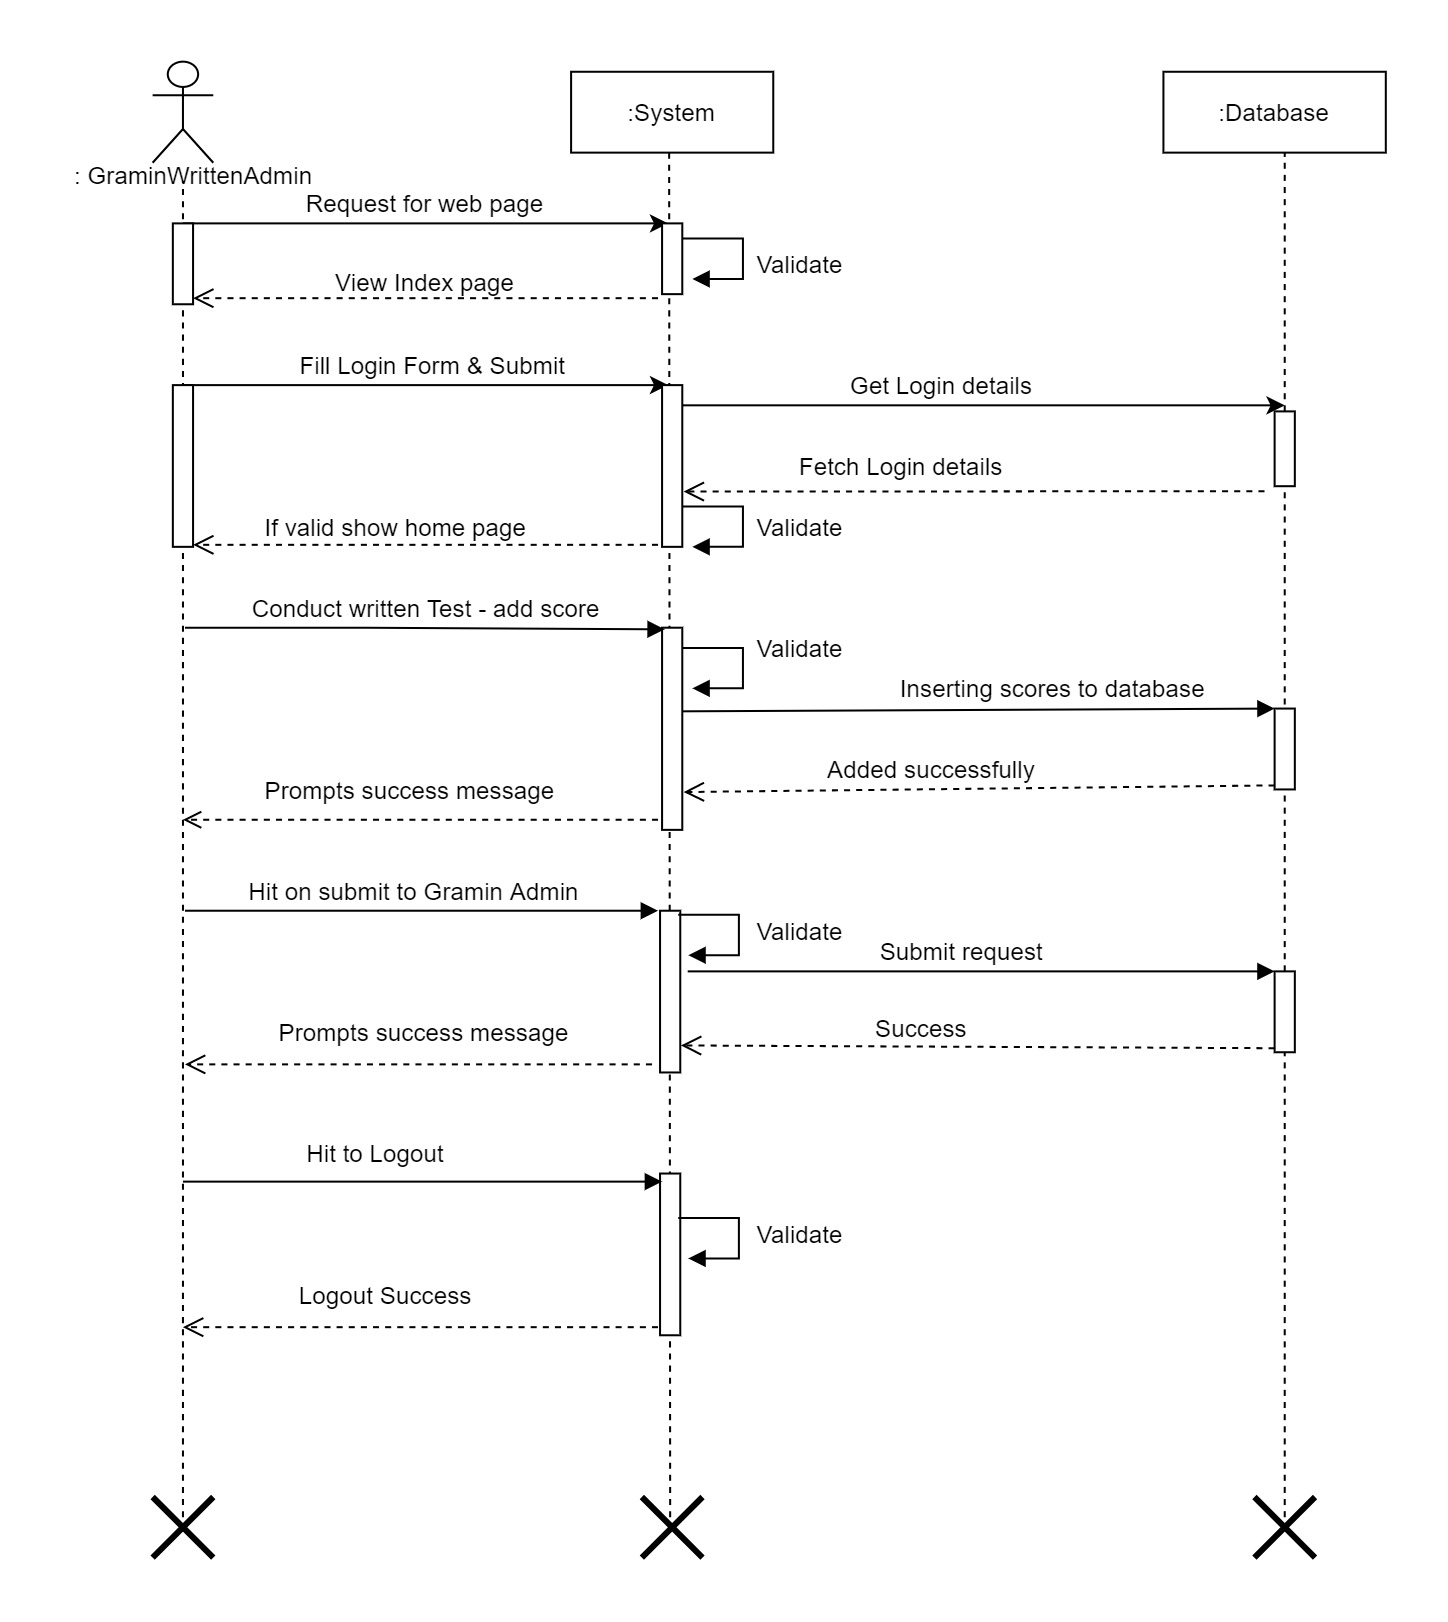 :System
:Database
: GraminWrittenAdmin
Request for web page
Validate
View Index page
Fill Login Form & Submit
Get Login details
Fetch Login details
If valid show home page
Validate
Conduct written Test - add score
Validate
Inserting scores to database
Added successfully
Prompts success message
Hit on submit to Gramin Admin
Validate
Submit request
Success
Prompts success message
Hit to Logout
Validate
Logout Success